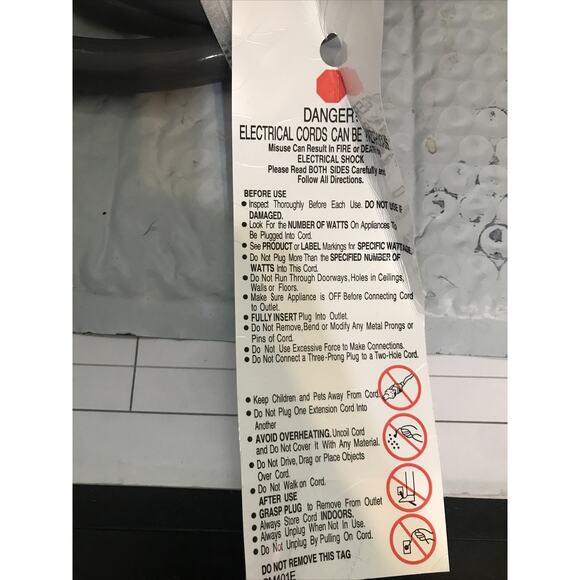 DANGER:
ELECTRICAL CORDS CAN BE
Misuse Can Result In FIRE or DEATH
ELECTRICAL SHOCK
Please Read BOTH SIDES Carefully and
Follow All Directions.
BEFORE USE
• Inspect Thoroughly Before Each Use. DO NOT USE IF
DAMAGED.
• Look For the NUMBER OF WATTS On Appliances To
Be Plugged Into Cord.
• See PRODUCT or LABEL Markings for SPECIFIC WATTAGE
• Do Not Plug More Than the SPECIFIED NUMBER OF
WATTS Into This Cord.
• Do Not Run Through Doorways, Holes in Ceilings,
Walls or Floors.
• Make Sure Appliance is OFF Before Connecting Cord
to Outlet.
• FULLY INSERT Plug Into Outlet.
• Do Not Remove, Bend or Modify Any Metal Prongs or
Pins of Cord.
• Do Not Use Excessive Force to Make Connections.
• Do Not Connect a Three-Prong Plug to a Two-Hole Cord.
• Keep Children and Pets Away From Cord.
• Do Not Plug One Extension Cord Into
Another
• AVOID OVERHEATING. Uncoil Cord
and Do Not Cover It With Any Material.
• Do Not Drive, Drag or Place Objects
Over Cord.
• Do Not Walk on Cord.
AFTER USE
• GRASP PLUG to Remove From Outlet
• Always Store Cord INDOORS.
• Always Unplug When Not In Use.
• Do Not Unplug By Pulling On Cord.
DO NOT REMOVE THIS TAG